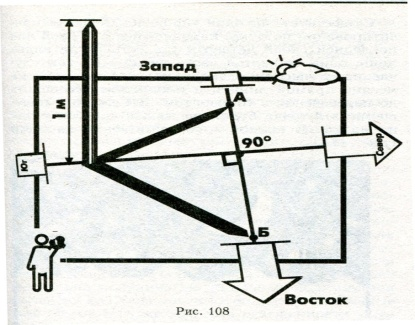 Запад
А
1 м
90°
Север
Юг
Б
Восток
Рис. 108